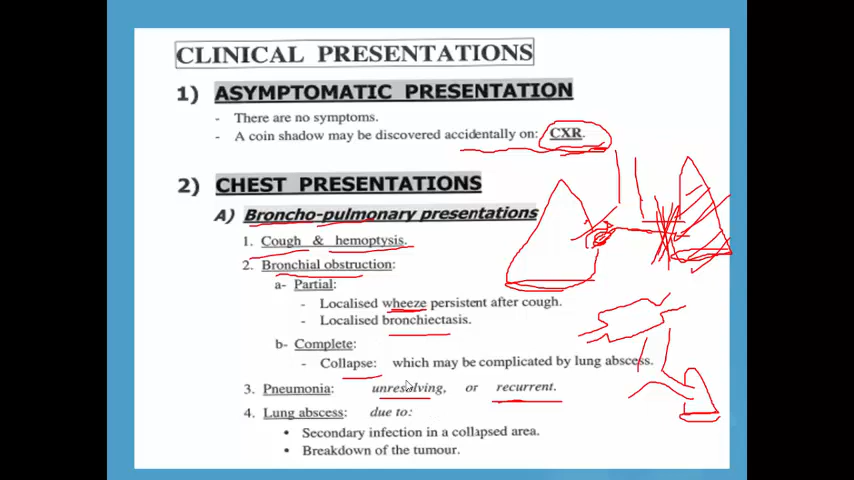 CLINICAL PRESENTATIONS
1) ASYMPTOMATIC PRESENTATION
- There are no symptoms.
- A coin shadow may be discovered accidentally on: CXR.
2) CHEST PRESENTATIONS
A) Broncho-pulmonary presentations
1. Cough & hemoptysis.
2. Bronchial obstruction:
a- Partial:
- Localised wheeze persistent after cough.
- Localised bronchiectasis.
b- Complete:
- Collapse: which may be complicated by lung abscess.
3. Pneumonia: unresolving, or recurrent.
4. Lung abscess: due to:
• Secondary infection in a collapsed area.
• Breakdown of the tumour.